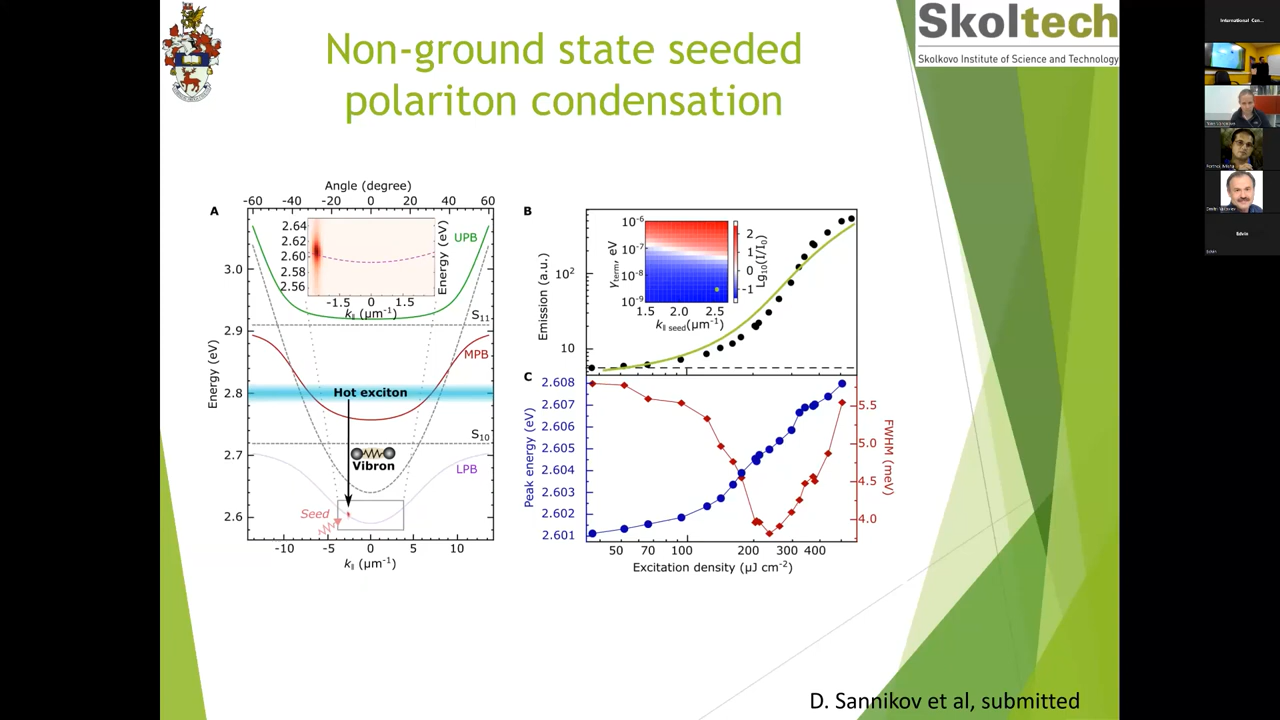 Non-ground state seeded
polariton condensation
Skoltech
Skolkovo Institute of Science and Technology
A
Angle (degree)
-60 -40 -20 0 20 40 60
2.64
2.62
2.60
2.56
Energy (eV)
-1.5 0 1.5
k∥ (µm⁻¹)
UPB
S₁₁
MPB
Hot exciton
S₁₀
Vibron
LPB
Seed
3.0
2.9
2.8
2.7
2.6
Energy (eV)
-10 -5 0 5 10
k∥ (µm⁻¹)
B
Emission (a.u.)
10²
10
10⁻⁶
10⁻⁷
10⁻⁸
10⁻⁹
γterm, eV
1.5 2.0 2.5
k∥ seed(µm⁻¹)
2
1
0
-1
Lg₁₀(I/I₀)
C
2.608
2.607
2.606
2.605
2.604
2.603
2.602
2.601
Peak energy (eV)
5.5
5.0
4.5
4.0
FWHM (meV)
50 70 100 200 300 400
Excitation density (µJ cm⁻²)
D. Sannikov et al, submitted
International Cen...
Edwin